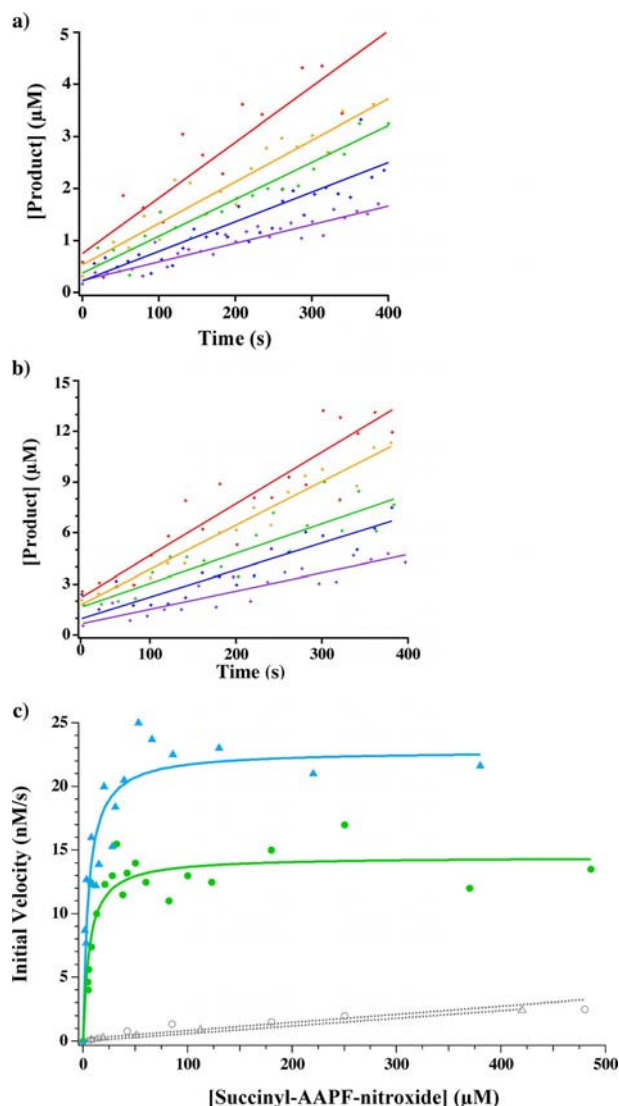 a)
5
4
3
2
1
0
[Product] (µM)
0 100 200 300 400
Time (s)
b)
15
12
9
6
3
0
[Product] (µM)
0 100 200 300 400
Time (s)
c)
25
20
15
10
5
0
Initial Velocity (nM/s)
0 100 200 300 400 500
[Succinyl-AAPF-nitroxide] (µM)